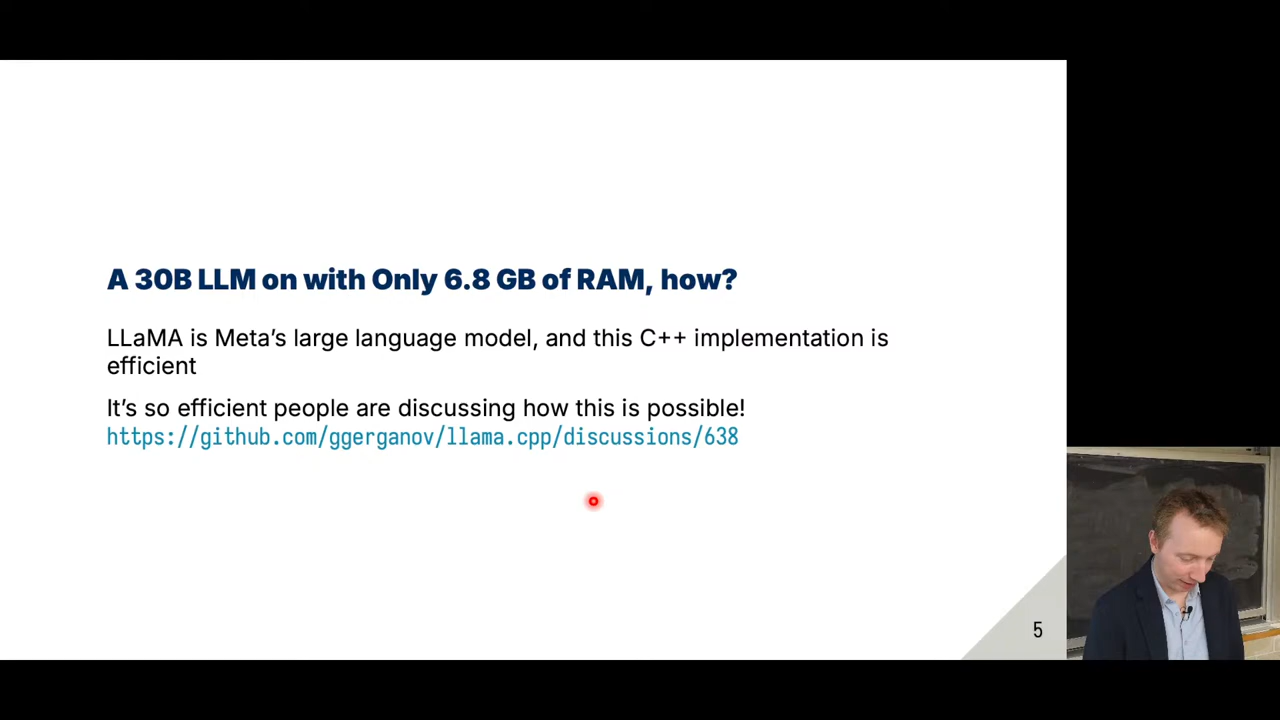 A 30B LLM on with Only 6.8 GB of RAM, how?
LLaMA is Meta’s large language model, and this C++ implementation is
efficient
It’s so efficient people are discussing how this is possible!
https://github.com/ggerganov/llama.cpp/discussions/638
5